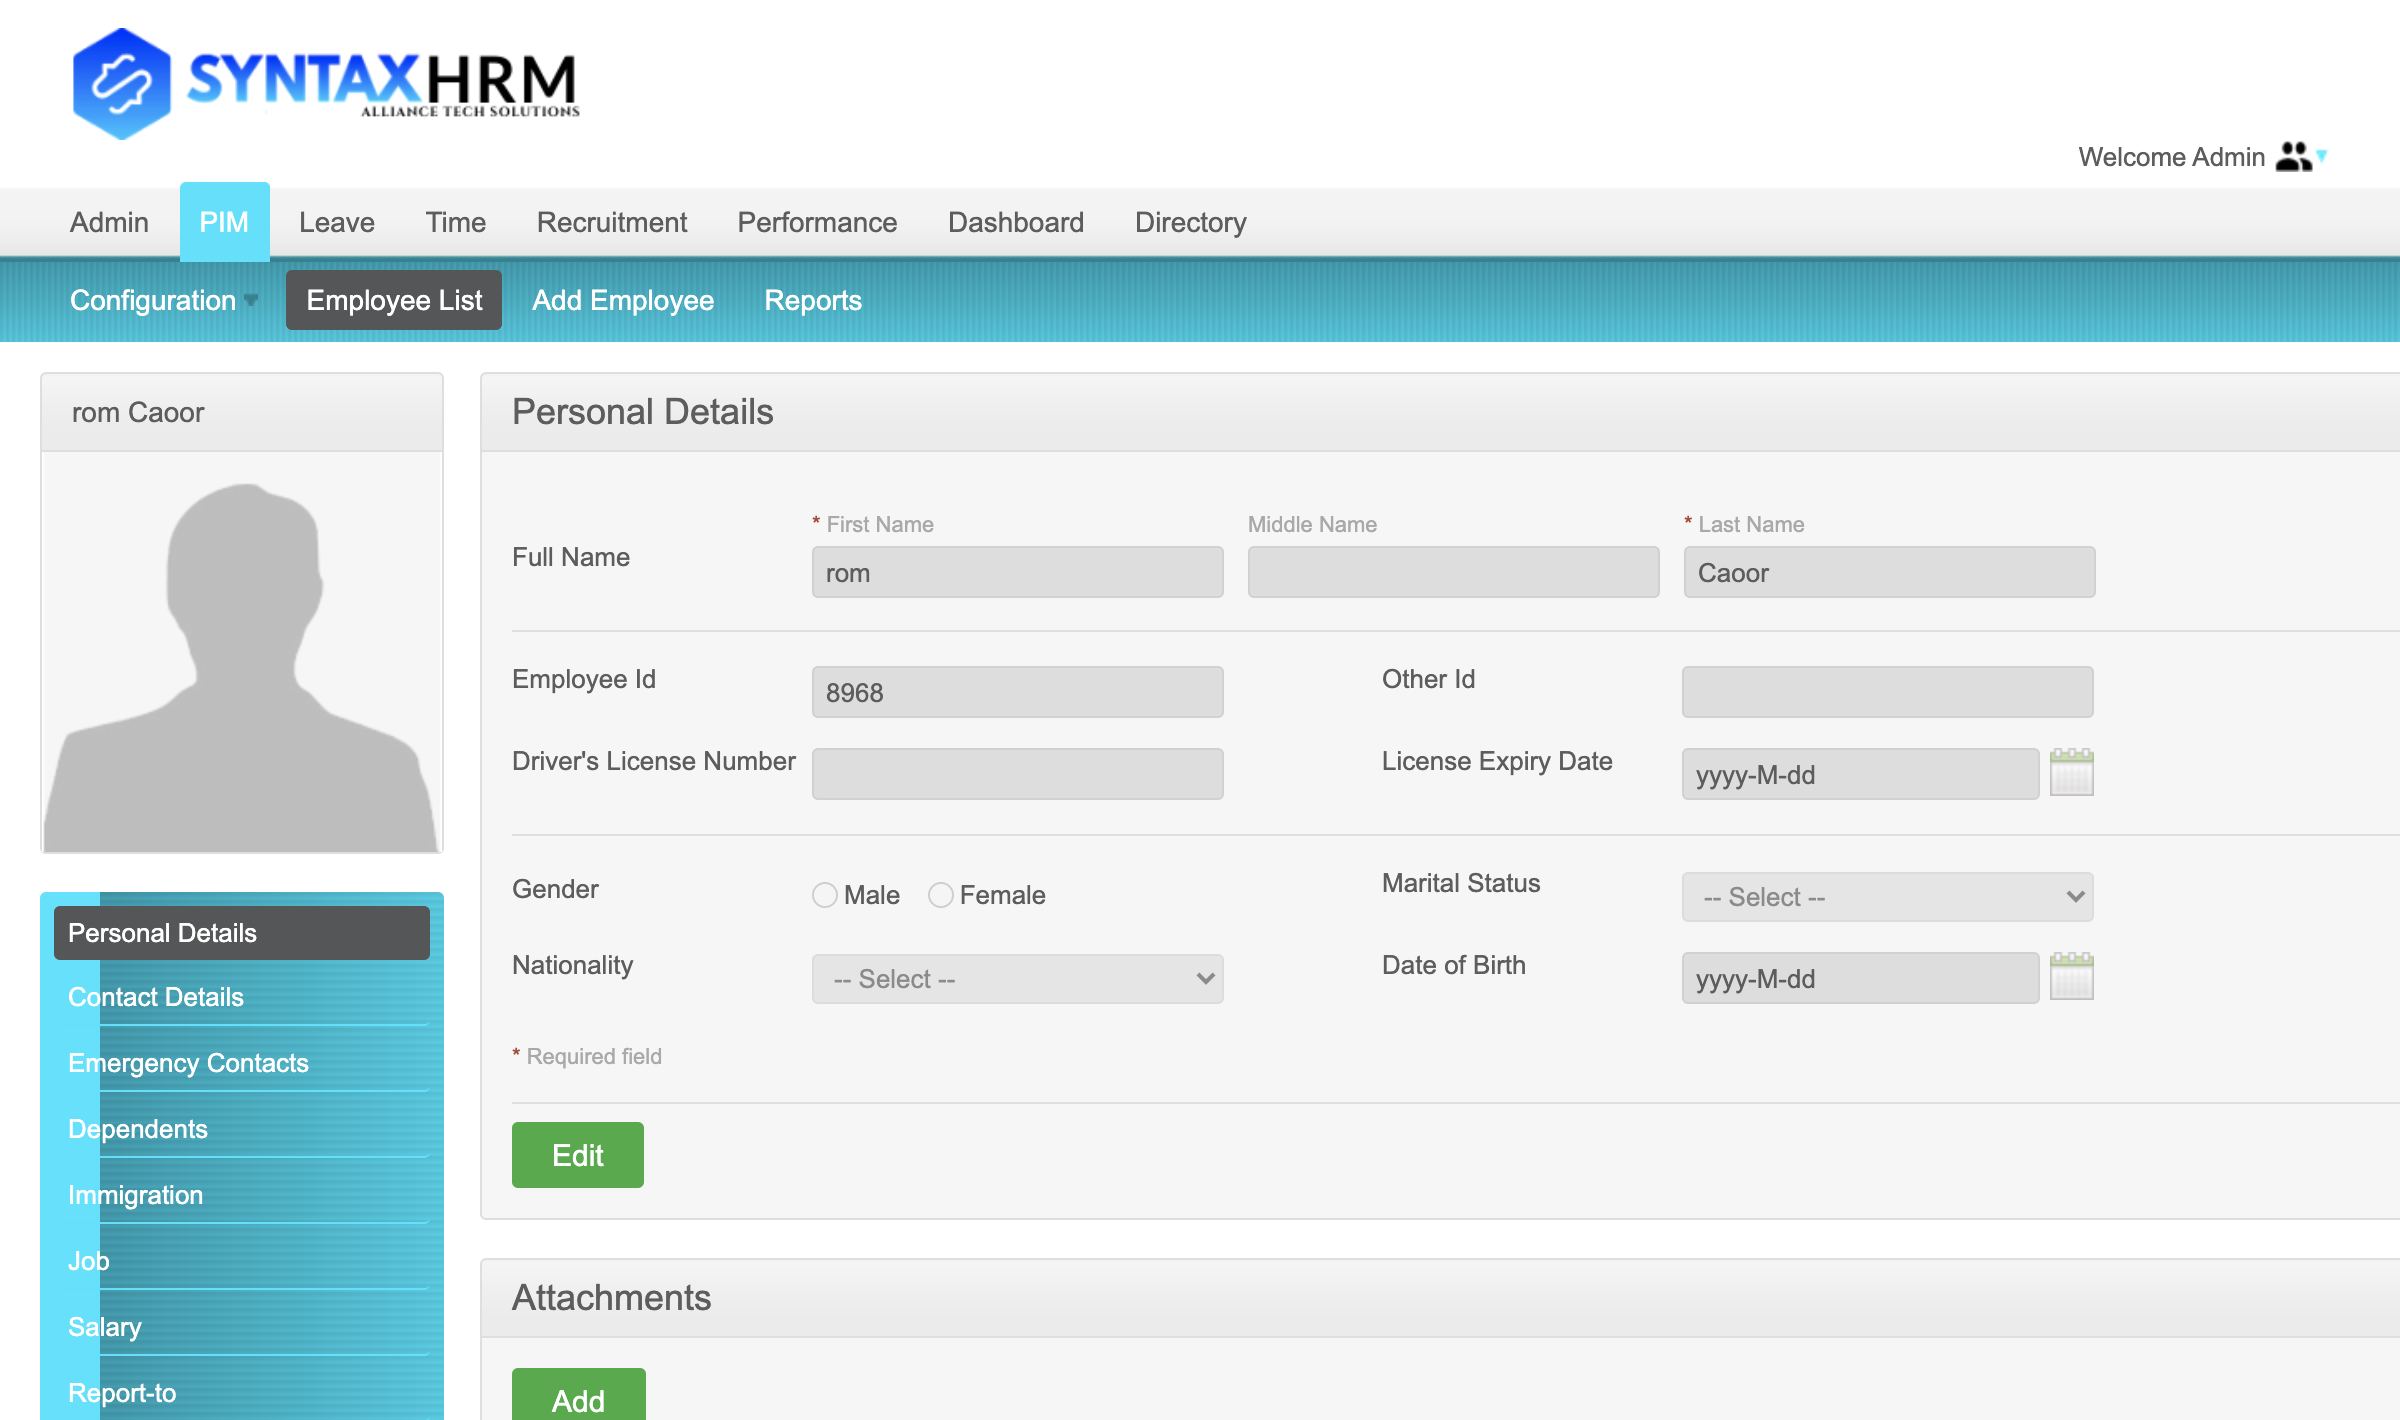 SYNTAXHRM
ALLIANCE TECH SOLUTIONS
Welcome Admin
Admin PIM Leave Time Recruitment Performance Dashboard Directory
Configuration Employee List Add Employee Reports
rom Caoor
Personal Details
* First Name Middle Name * Last Name
Full Name rom Caoor
Employee Id 8968 Other Id
Driver's License Number License Expiry Date yyyy-M-dd
Gender Male Female Marital Status -- Select --
Nationality -- Select -- Date of Birth yyyy-M-dd
* Required field
Edit
Attachments
Add
Personal Details
Contact Details
Emergency Contacts
Dependents
Immigration
Job
Salary
Report-to